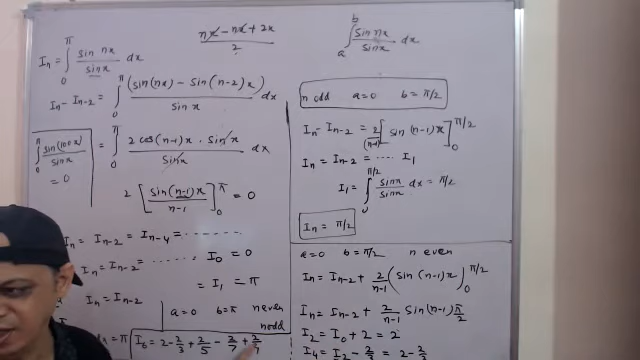 I_n = ∫_0^π sin nx / sin x dx
(nx - nx + 2x) / 2
I_n - I_{n-2} = ∫_0^π (sin(nx) - sin(n-2)x) / sin x dx
∫_0^π sin(100x) / sin x = 0
= ∫_0^π 2 cos(n-1)x . sin x / sin x dx
2 [ sin(n-1)x / (n-1) ]_0^π = 0
I_n = I_{n-2} = I_{n-4} = ........
I_n = I_{n-2} = ...... I_0 = 0
= I_1 = π
I_n = I_{n-2}
a=0 b=π n even
n odd
dx = π
I_6 = 2 - 2/3 + 2/5 - 2/7 +
∫_a^b sin nx / sin x dx
n odd a=0 b=π/2
I_n - I_{n-2} = 2/(n-1) [ sin(n-1)x ]_0^{π/2}
I_n = I_{n-2} = .... I_1
I_1 = ∫_0^{π/2} sin x / sin x dx = π/2
I_n = π/2
a=0 b=π/2 n even
I_n = I_{n-2} + 2/(n-1) (sin(n-1)x)_0^{π/2}
I_n = I_{n-2} + 2/(n-1) sin(n-1)π/2
I_2 = I_0 + 2 = 2
I_4 = I_2 - 2/3 = 2 - 2/3